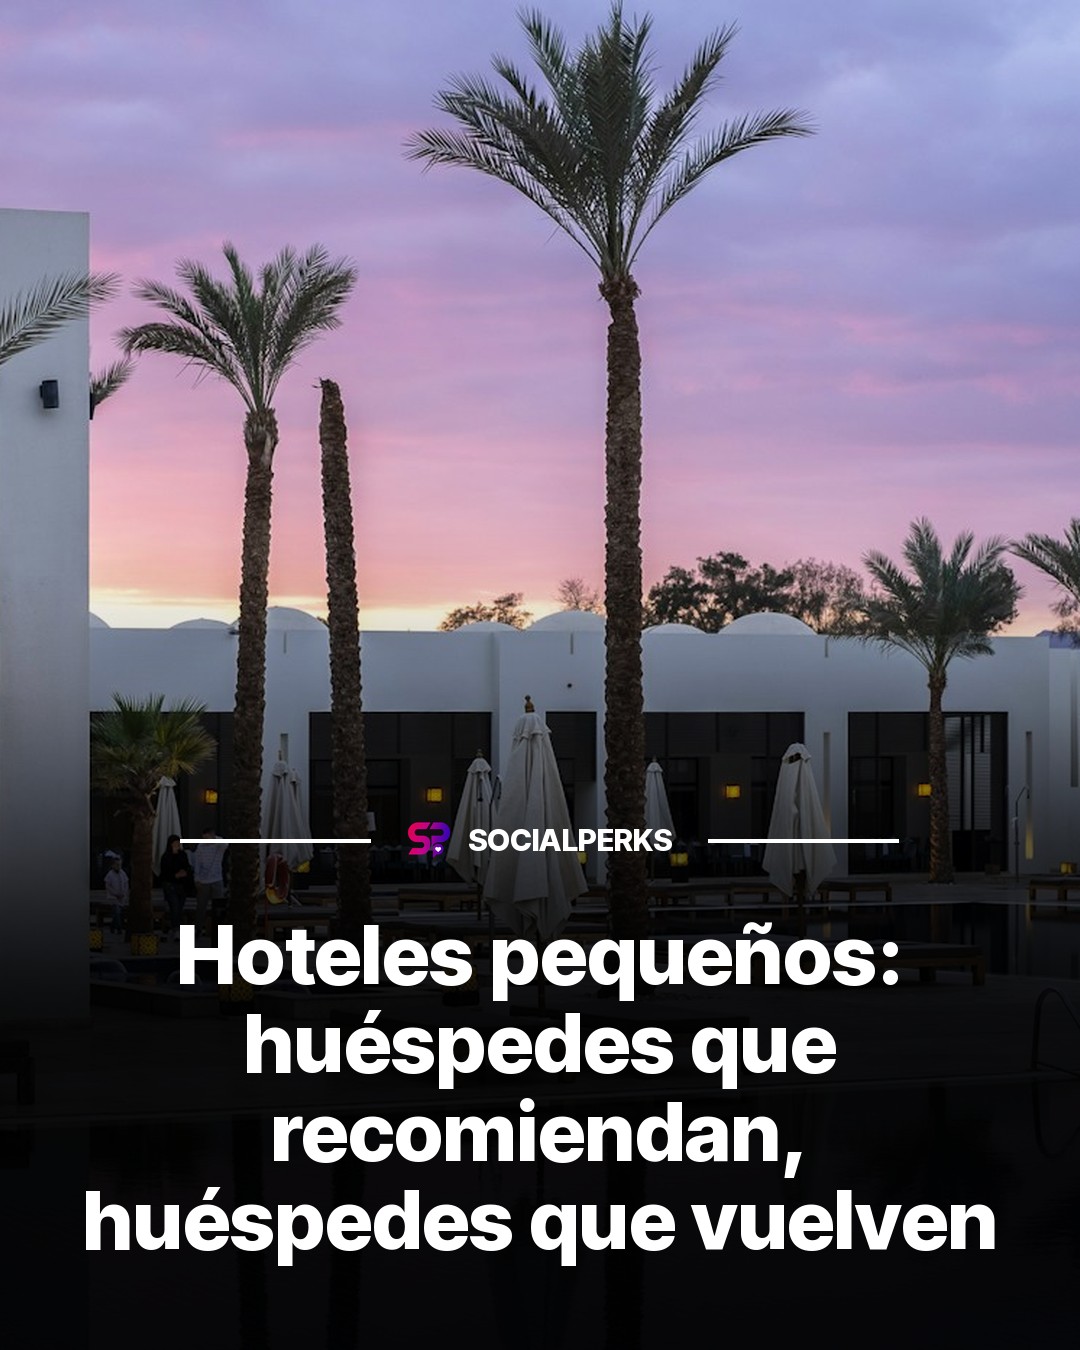 SOCIALPERKS
Hoteles pequeños:
huéspedes que
recomiendan,
huéspedes que vuelven